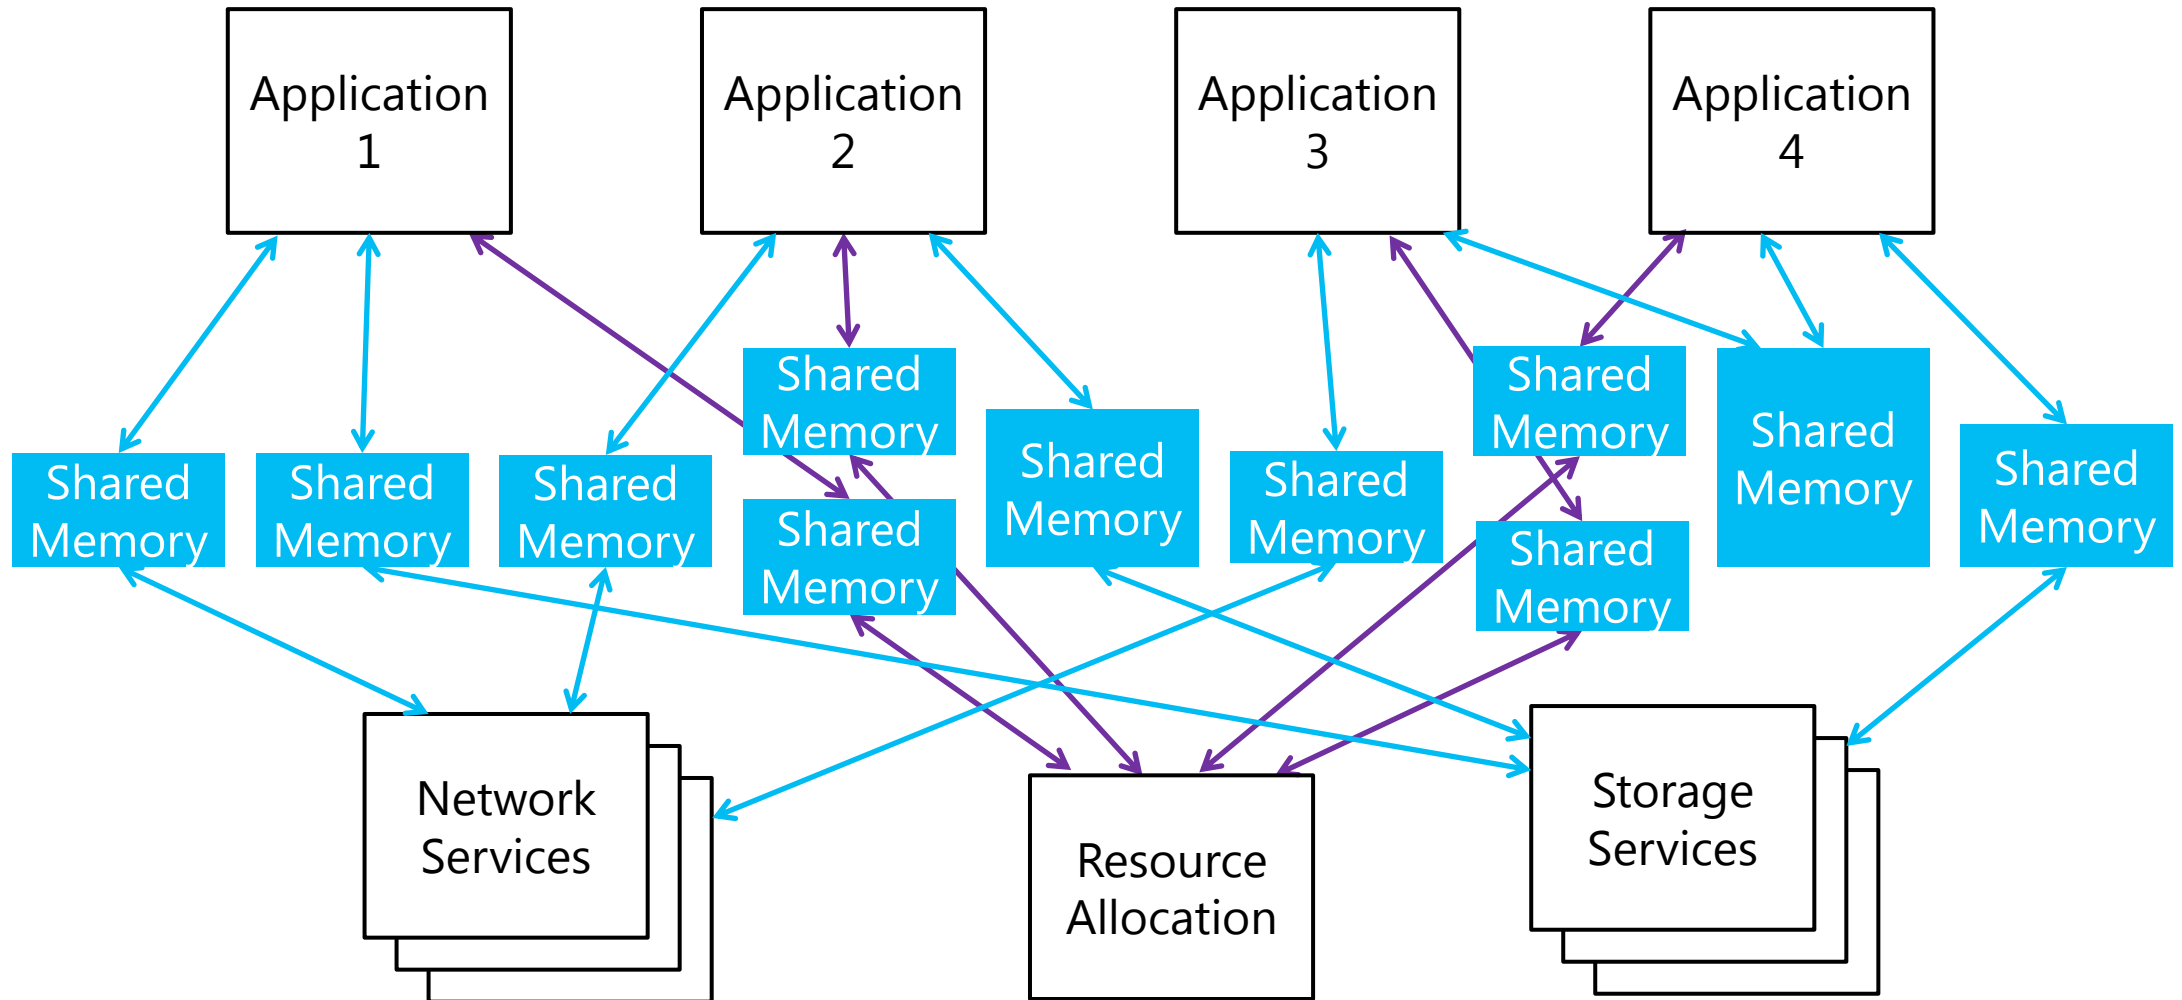 Application
1
Application
2
Application
3
Application
4
Shared
Memory
Shared
Memory
Shared
Memory
Shared
Memory
Shared
Memory
Shared
Memory
Shared
Memory
Shared
Memory
Shared
Memory
Shared
Memory
Shared
Memory
Network
Services
Resource
Allocation
Storage
Services